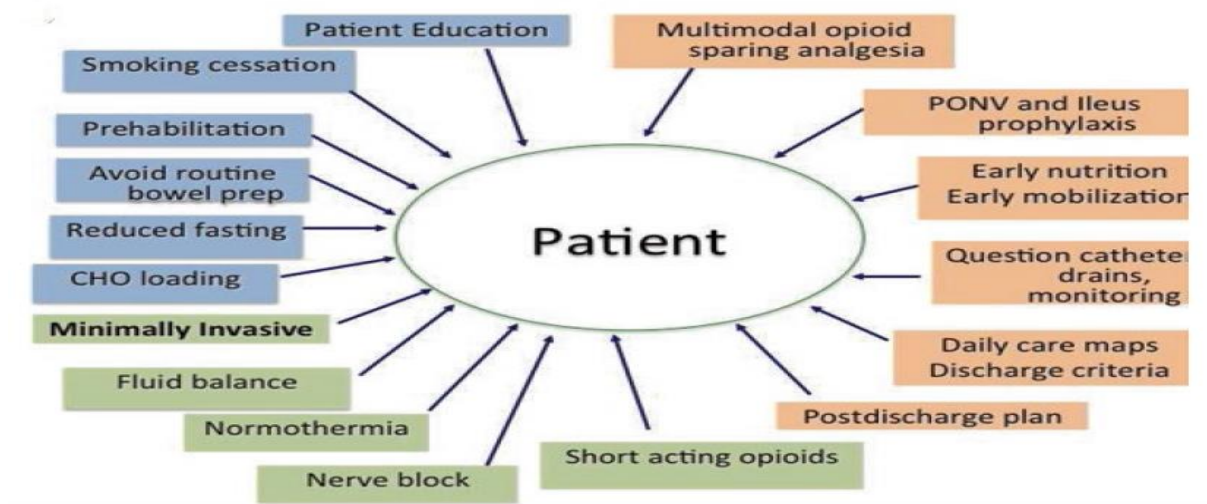 Patient Education
Smoking cessation
Prehabilitation
Avoid routine
bowel prep
Reduced fasting
CHO loading
Minimally Invasive
Fluid balance
Normothermia
Nerve block
Short acting opioids
Patient
Multimodal opioid
sparing analgesia
PONV and Ileus
prophylaxis
Early nutrition
Early mobilization
Question cathete
drains,
monitoring
Daily care maps
Discharge criteria
Postdischarge plan